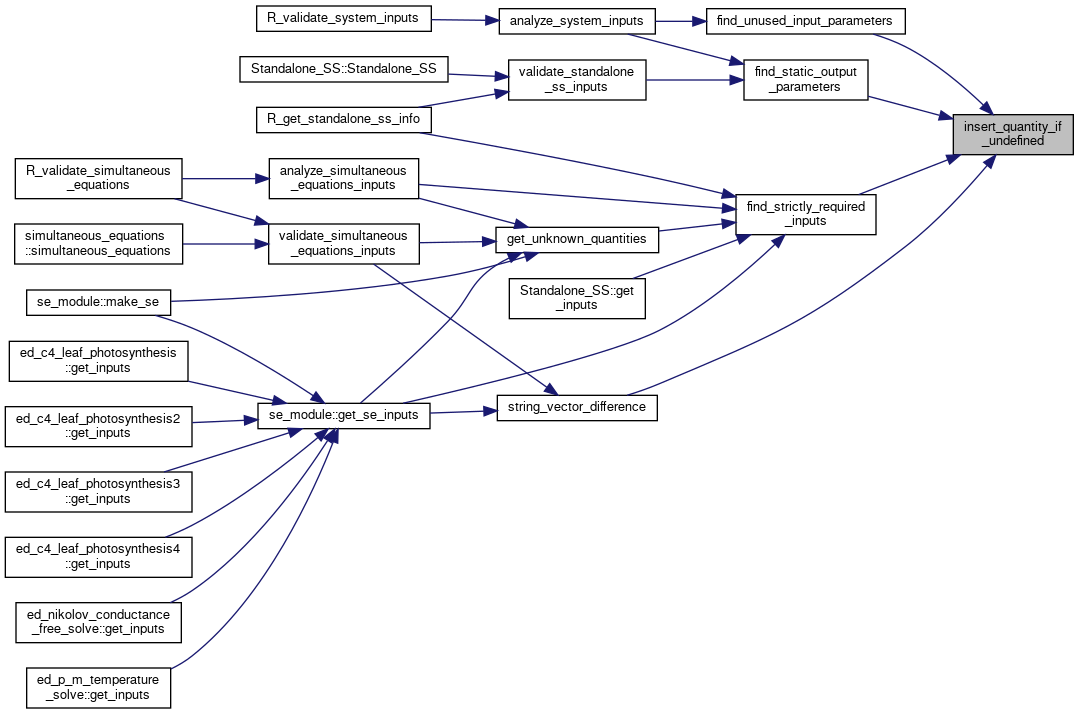 R_validate_system_inputs
analyze_system_inputs
find_unused_input_parameters
Standalone_SS::Standalone_SS
validate_standalone
_ss_inputs
find_static_output
_parameters
R_get_standalone_ss_info
insert_quantity_if
_undefined
R_validate_simultaneous
_equations
analyze_simultaneous
_equations_inputs
find_strictly_required
_inputs
simultaneous_equations
::simultaneous_equations
validate_simultaneous
_equations_inputs
get_unknown_quantities
se_module::make_se
Standalone_SS::get
_inputs
ed_c4_leaf_photosynthesis
::get_inputs
ed_c4_leaf_photosynthesis2
::get_inputs
se_module::get_se_inputs
string_vector_difference
ed_c4_leaf_photosynthesis3
::get_inputs
ed_c4_leaf_photosynthesis4
::get_inputs
ed_nikolov_conductance
_free_solve::get_inputs
ed_p_m_temperature
_solve::get_inputs